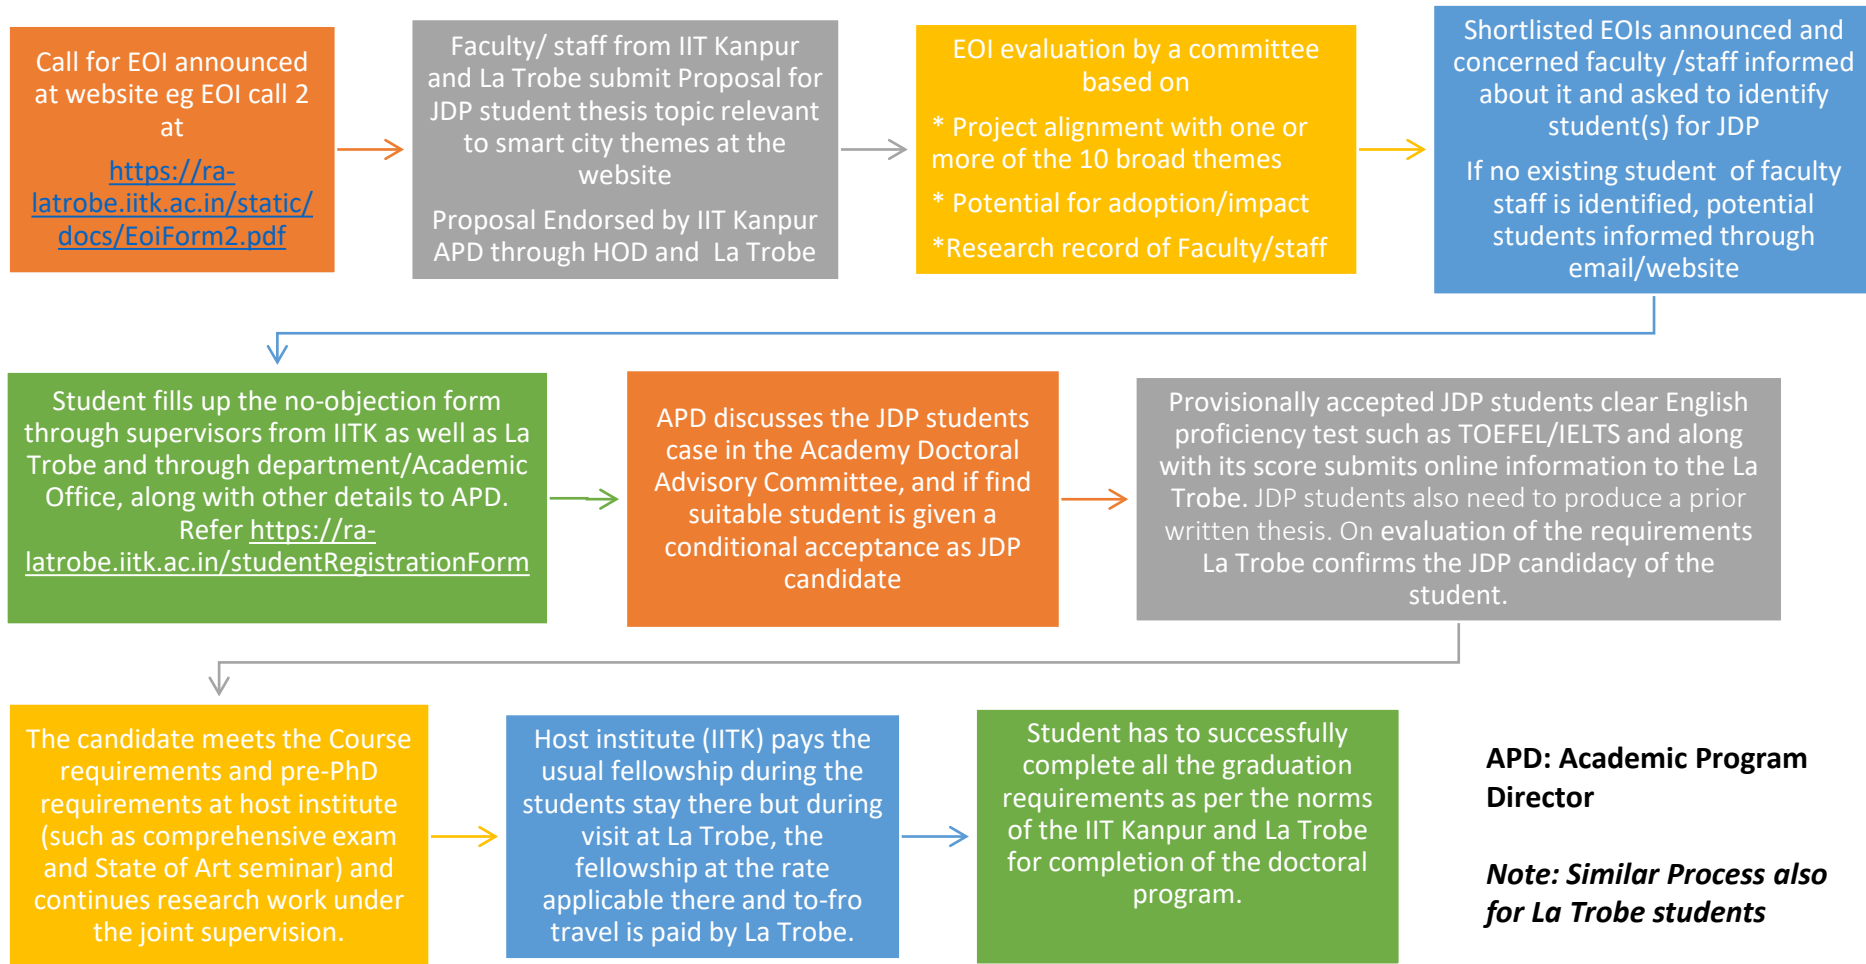 Call for EOI announced
at website eg EOI call 2
at
https://ra-
latrobe.iitk.ac.in/static/
docs/EoiForm2.pdf
Faculty/ staff from IIT Kanpur
and La Trobe submit Proposal for
JDP student thesis topic relevant
to smart city themes at the
website
Proposal Endorsed by IIT Kanpur
APD through HOD and La Trobe
EOI evaluation by a committee
based on
* Project alignment with one or
more of the 10 broad themes
* Potential for adoption/impact
*Research record of Faculty/staff
Shortlisted EOIs announced and
concerned faculty /staff informed
about it and asked to identify
student(s) for JDP
If no existing student of faculty
staff is identified, potential
students informed through
email/website
Student fills up the no-objection form
through supervisors from IITK as well as La
Trobe and through department/Academic
Office, along with other details to APD.
Refer https://ra-
latrobe.iitk.ac.in/studentRegistrationForm
APD discusses the JDP students
case in the Academy Doctoral
Advisory Committee, and if find
suitable student is given a
conditional acceptance as JDP
candidate
Provisionally accepted JDP students clear English
proficiency test such as TOEFEL/IELTS and along
with its score submits online information to the La
Trobe. JDP students also need to produce a prior
written thesis. On evaluation of the requirements
La Trobe confirms the JDP candidacy of the
student.
The candidate meets the Course
requirements and pre-PhD
requirements at host institute
(such as comprehensive exam
and State of Art seminar) and
continues research work under
the joint supervision.
Host institute (IITK) pays the
usual fellowship during the
students stay there but during
visit at La Trobe, the
fellowship at the rate
applicable there and to-fro
travel is paid by La Trobe.
Student has to successfully
complete all the graduation
requirements as per the norms
of the IIT Kanpur and La Trobe
for completion of the doctoral
program.
APD: Academic Program
Director
Note: Similar Process also
for La Trobe students